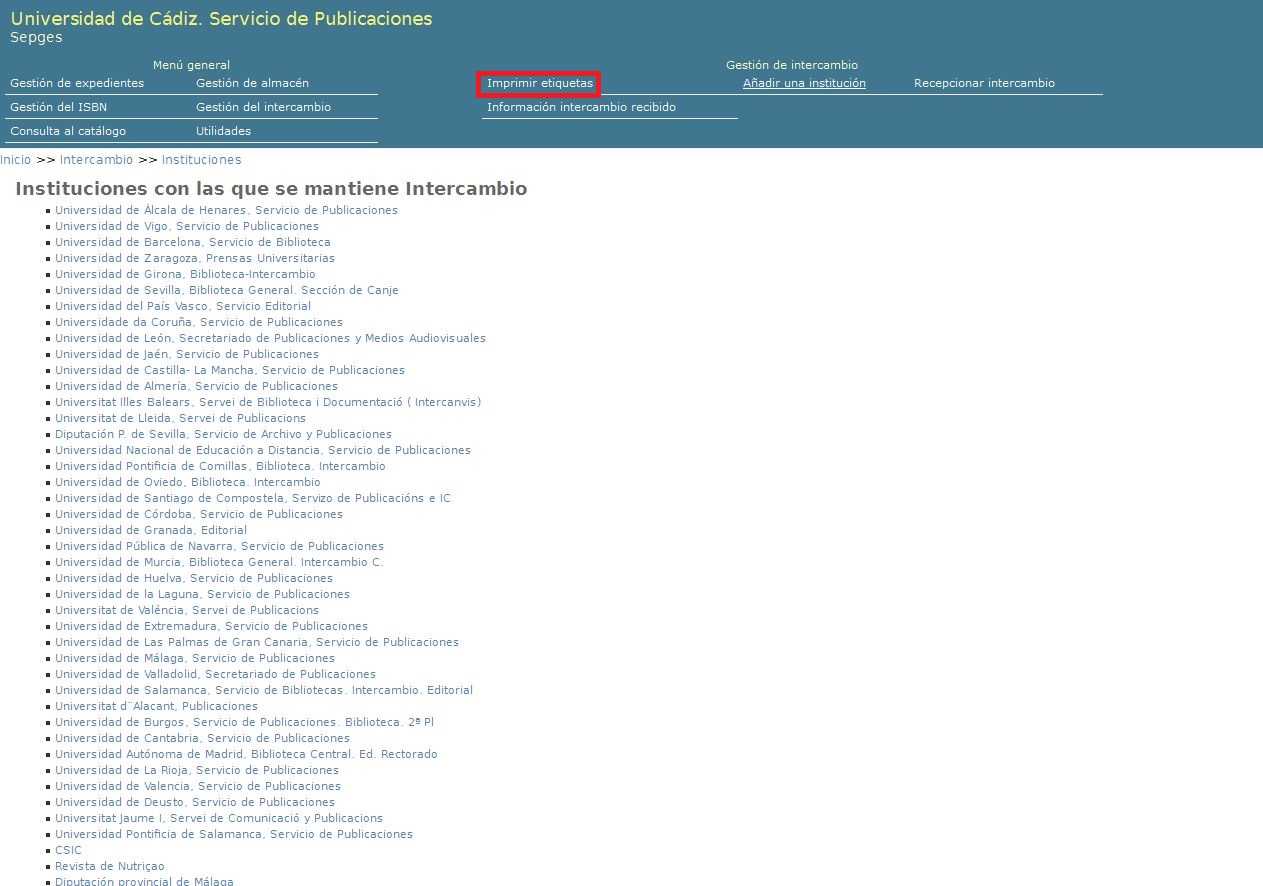 Universidad de Cádiz. Servicio de Publicaciones
Sepges
Menú general
Gestión de expedientes Gestión de almacén
Gestión del ISBN Gestión del intercambio
Consulta al catálogo Utilidades
Gestión de intercambio
Imprimir etiquetas Añadir una institución Recepcionar intercambio
Información intercambio recibido
Inicio >> Intercambio >> Instituciones
Instituciones con las que se mantiene Intercambio
Universidad de Álcala de Henares, Servicio de Publicaciones
Universidad de Vigo, Servicio de Publicaciones
Universidad de Barcelona, Servicio de Biblioteca
Universidad de Zaragoza, Prensas Universitarias
Universidad de Girona, Biblioteca-Intercambio
Universidad de Sevilla, Biblioteca General. Sección de Canje
Universidad del País Vasco, Servicio Editorial
Universidade da Coruña, Servicio de Publicaciones
Universidad de León, Secretariado de Publicaciones y Medios Audiovisuales
Universidad de Jaén, Servicio de Publicaciones
Universidad de Castilla- La Mancha, Servicio de Publicaciones
Universidad de Almería, Servicio de Publicaciones
Universitat Illes Balears, Servei de Biblioteca i Documentació ( Intercanvis)
Universitat de Lleida, Servei de Publicacions
Diputación P. de Sevilla, Servicio de Archivo y Publicaciones
Universidad Nacional de Educación a Distancia, Servicio de Publicaciones
Universidad Pontificia de Comillas, Biblioteca. Intercambio
Universidad de Oviedo, Biblioteca. Intercambio
Universidad de Santiago de Compostela, Servizo de Publicacións e IC
Universidad de Córdoba, Servicio de Publicaciones
Universidad de Granada, Editorial
Universidad Pública de Navarra, Servicio de Publicaciones
Universidad de Murcia, Biblioteca General. Intercambio C.
Universidad de Huelva, Servicio de Publicaciones
Universidad de la Laguna, Servicio de Publicaciones
Universitat de Valéncia, Servei de Publicacions
Universidad de Extremadura, Servicio de Publicaciones
Universidad de Las Palmas de Gran Canaria, Servicio de Publicaciones
Universidad de Málaga, Servicio de Publicaciones
Universidad de Valladolid, Secretariado de Publicaciones
Universidad de Salamanca, Servicio de Bibliotecas. Intercambio. Editorial
Universitat d¨Alacant, Publicaciones
Universidad de Burgos, Servicio de Publicaciones. Biblioteca. 2ª Pl
Universidad de Cantabria, Servicio de Publicaciones
Universidad Autónoma de Madrid, Biblioteca Central. Ed. Rectorado
Universidad de La Rioja, Servicio de Publicaciones
Universidad de Valencia, Servicio de Publicaciones
Universidad de Deusto, Servicio de Publicaciones
Universitat Jaume I, Servei de Comunicació y Publicacions
Universidad Pontificia de Salamanca, Servicio de Publicaciones
CSIC
Revista de Nutriçao
Diputación provincial de Málaga